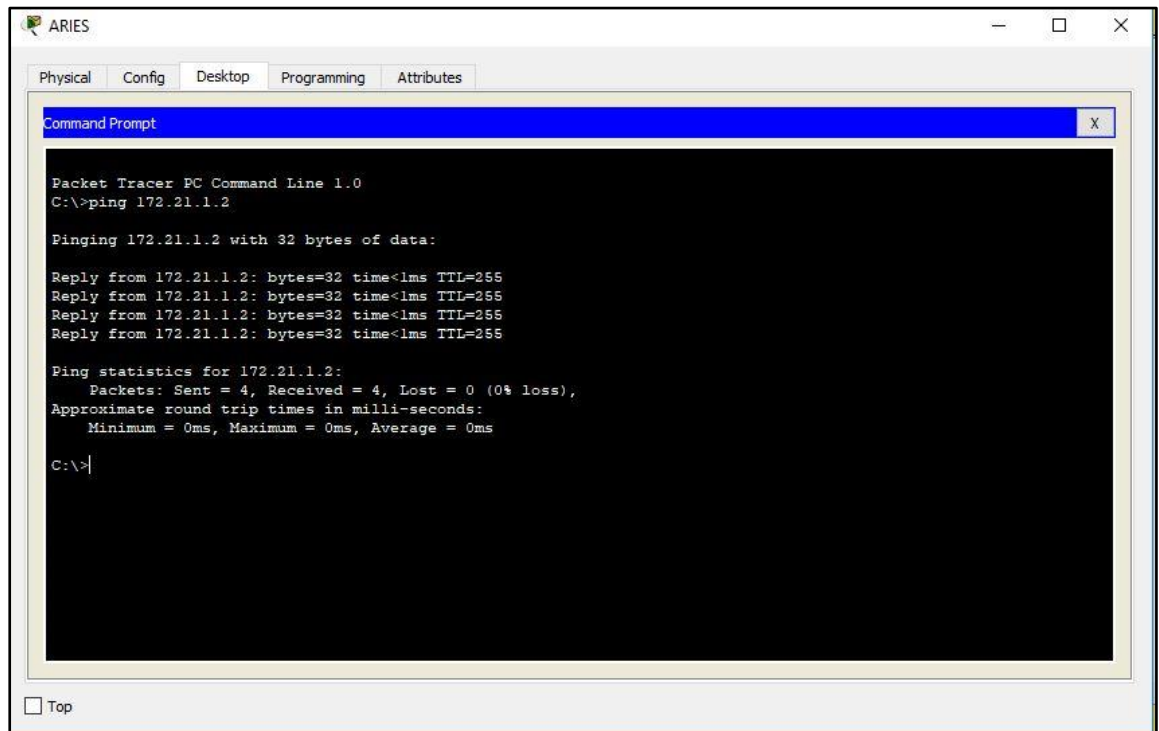 ARIES
Physical Config Desktop Programming Attributes
Command Prompt X
Packet Tracer PC Command Line 1.0
C:\>ping 172.21.1.2
Pinging 172.21.1.2 with 32 bytes of data:
Reply from 172.21.1.2: bytes=32 time<1ms TTL=255
Reply from 172.21.1.2: bytes=32 time<1ms TTL=255
Reply from 172.21.1.2: bytes=32 time<1ms TTL=255
Reply from 172.21.1.2: bytes=32 time<1ms TTL=255
Ping statistics for 172.21.1.2:
Packets: Sent = 4, Received = 4, Lost = 0 (0% loss),
Approximate round trip times in milli-seconds:
Minimum = 0ms, Maximum = 0ms, Average = 0ms
C:\>
Top